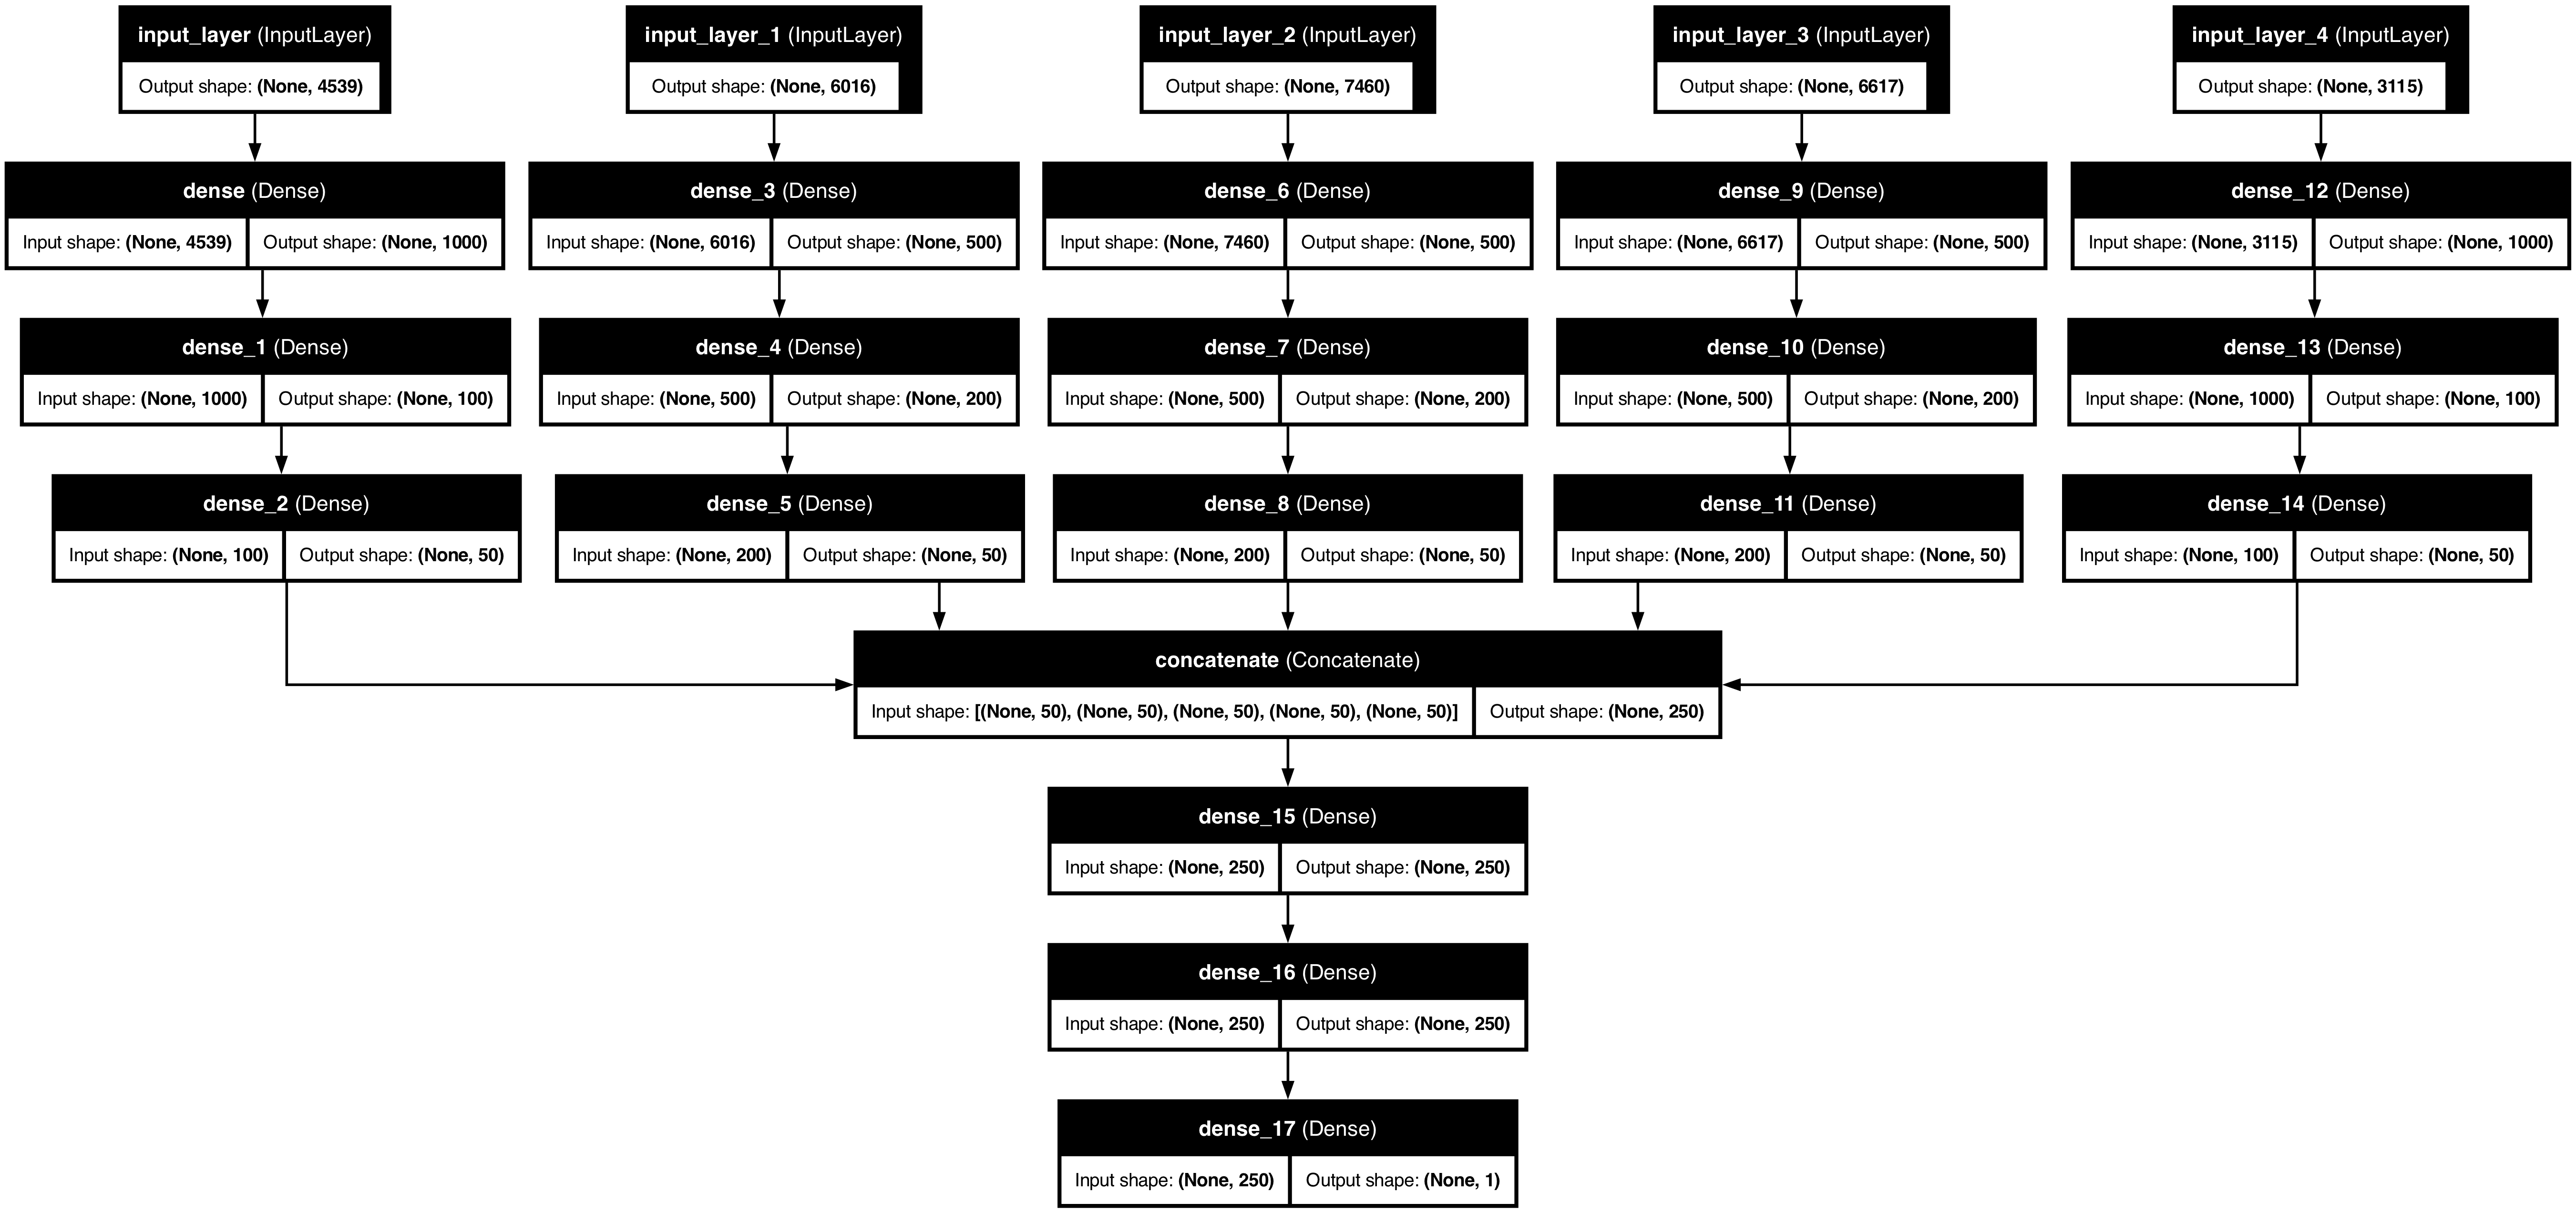 input_layer (InputLayer)
Output shape: (None, 4539)
input_layer_1 (InputLayer)
Output shape: (None, 6016)
input_layer_2 (InputLayer)
Output shape: (None, 7460)
input_layer_3 (InputLayer)
Output shape: (None, 6617)
input_layer_4 (InputLayer)
Output shape: (None, 3115)
dense (Dense)
Input shape: (None, 4539) Output shape: (None, 1000)
dense_3 (Dense)
Input shape: (None, 6016) Output shape: (None, 500)
dense_6 (Dense)
Input shape: (None, 7460) Output shape: (None, 500)
dense_9 (Dense)
Input shape: (None, 6617) Output shape: (None, 500)
dense_12 (Dense)
Input shape: (None, 3115) Output shape: (None, 1000)
dense_1 (Dense)
Input shape: (None, 1000) Output shape: (None, 100)
dense_4 (Dense)
Input shape: (None, 500) Output shape: (None, 200)
dense_7 (Dense)
Input shape: (None, 500) Output shape: (None, 200)
dense_10 (Dense)
Input shape: (None, 500) Output shape: (None, 200)
dense_13 (Dense)
Input shape: (None, 1000) Output shape: (None, 100)
dense_2 (Dense)
Input shape: (None, 100) Output shape: (None, 50)
dense_5 (Dense)
Input shape: (None, 200) Output shape: (None, 50)
dense_8 (Dense)
Input shape: (None, 200) Output shape: (None, 50)
dense_11 (Dense)
Input shape: (None, 200) Output shape: (None, 50)
dense_14 (Dense)
Input shape: (None, 100) Output shape: (None, 50)
concatenate (Concatenate)
Input shape: [(None, 50), (None, 50), (None, 50), (None, 50), (None, 50)] Output shape: (None, 250)
dense_15 (Dense)
Input shape: (None, 250) Output shape: (None, 250)
dense_16 (Dense)
Input shape: (None, 250) Output shape: (None, 250)
dense_17 (Dense)
Input shape: (None, 250) Output shape: (None, 1)